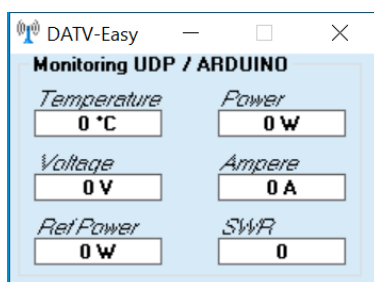 DATV-Easy
Monitoring UDP / ARDUINO
Temperature Power
0 °C 0 W
Voltage Ampere
0 V 0 A
Ref Power SWR
0 W 0